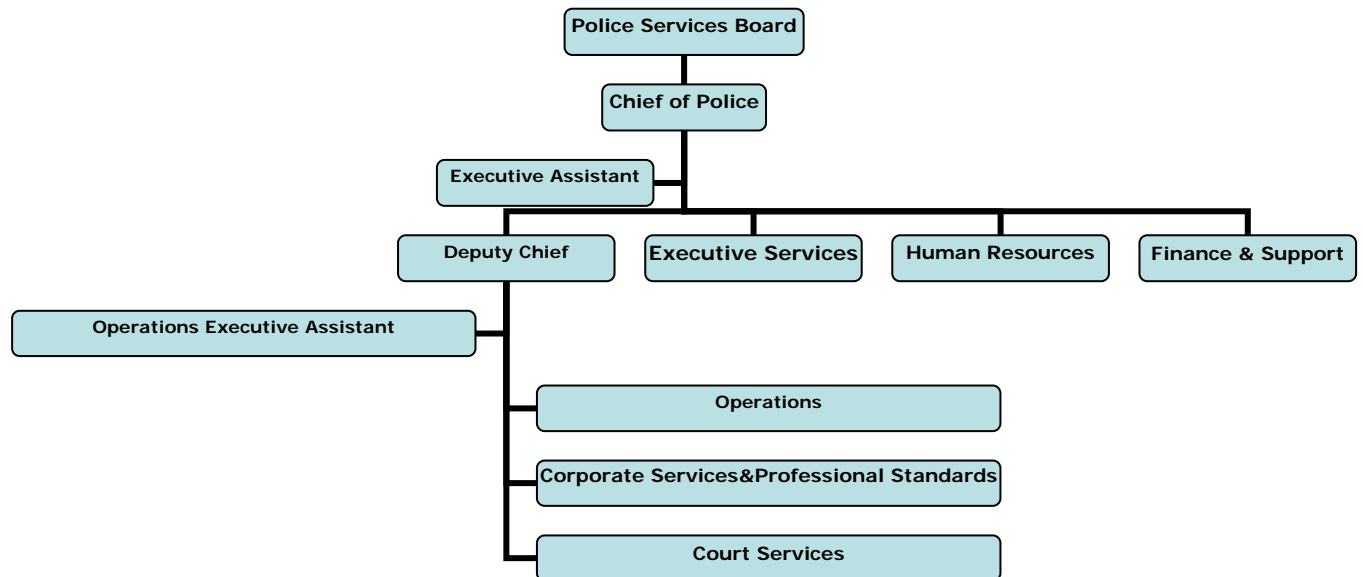 Police Services Board
Chief of Police
Executive Assistant
Deputy Chief
Executive Services
Human Resources
Finance & Support
Operations Executive Assistant
Operations
Corporate Services&Professional Standards
Court Services